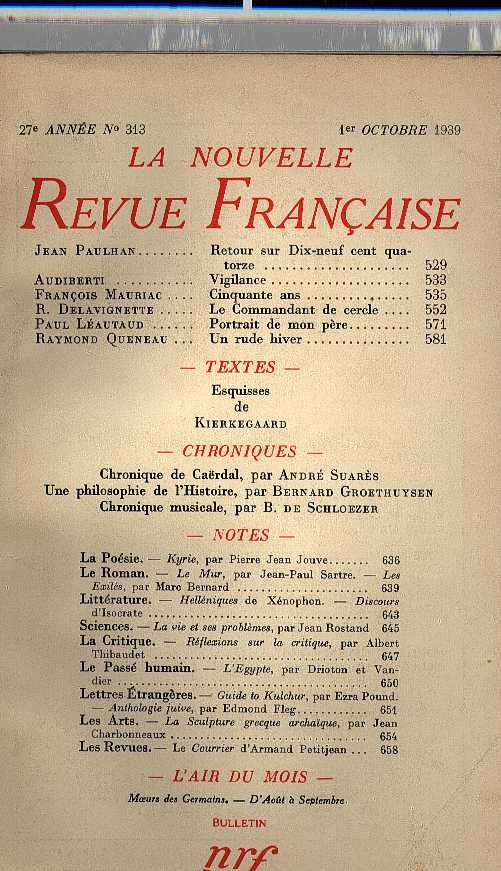 27e ANNÉE No 313 1er OCTOBRE 1939
LA NOUVELLE
REVUE FRANÇAISE
JEAN PAULHAN........ Retour sur Dix-neuf cent qua-
torze .................. 529
AUDIBERTI ........... Vigilance ................. 533
FRANÇOIS MAURIAC .... Cinquante ans ............. 535
R. DELAVIGNETTE ..... Le Commandant de cercle .... 552
PAUL LÉAUTAUD ...... Portrait de mon père......... 571
RAYMOND QUENEAU ... Un rude hiver .............. 581
— TEXTES —
Esquisses
de
KIERKEGAARD
— CHRONIQUES —
Chronique de Caërdal, par ANDRÉ SUARÈS
Une philosophie de l'Histoire, par BERNARD GROETHUYSEN
Chronique musicale, par B. DE SCHLOEZER
— NOTES —
La Poésie. — Kyrie, par Pierre Jean Jouve....... 636
Le Roman. — Le Mur, par Jean-Paul Sartre. — Les
Exilés, par Marc Bernard .................. 639
Littérature. — Helléniques de Xénophon. — Discours
d'Isocrate ............................... 643
Sciences. — La vie et ses problèmes, par Jean Rostand 645
La Critique. — Réflexions sur la critique, par Albert
Thibaudet ............................... 647
Le Passé humain. — L'Egypte, par Drioton et Van-
dier .................................... 650
Lettres Étrangères. — Guide to Kulchur, par Ezra Pound.
— Anthologie juive, par Edmond Fleg............ 651
Les Arts. — La Sculpture grecque archaïque, par Jean
Charbonneaux ............................ 654
Les Revues. — Le Courrier d'Armand Petitjean ... 658
— L'AIR DU MOIS —
Mœurs des Germains. — D'Août à Septembre.
BULLETIN
nrf